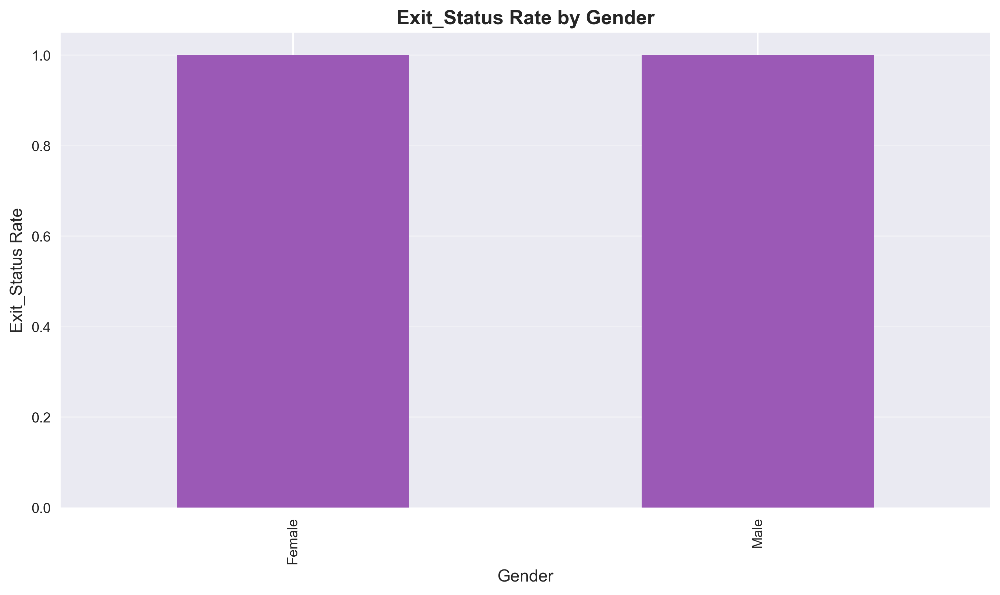 Exit_Status Rate by Gender
Exit_Status Rate
1.0
0.8
0.6
0.4
0.2
0.0
Female
Male
Gender